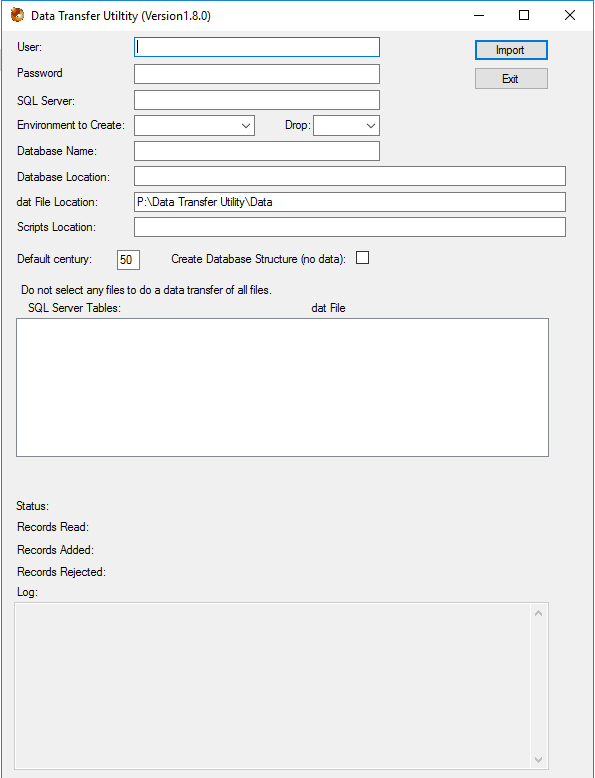 Data Transfer Utiltity (Version1.8.0)
User:
Import
Password
Exit
SQL Server:
Environment to Create:
Drop:
Database Name:
Database Location:
dat File Location:
P:\Data Transfer Utility\Data
Scripts Location:
Default century:
50
Create Database Structure (no data):
Do not select any files to do a data transfer of all files.
SQL Server Tables:
dat File
Status:
Records Read:
Records Added:
Records Rejected:
Log: